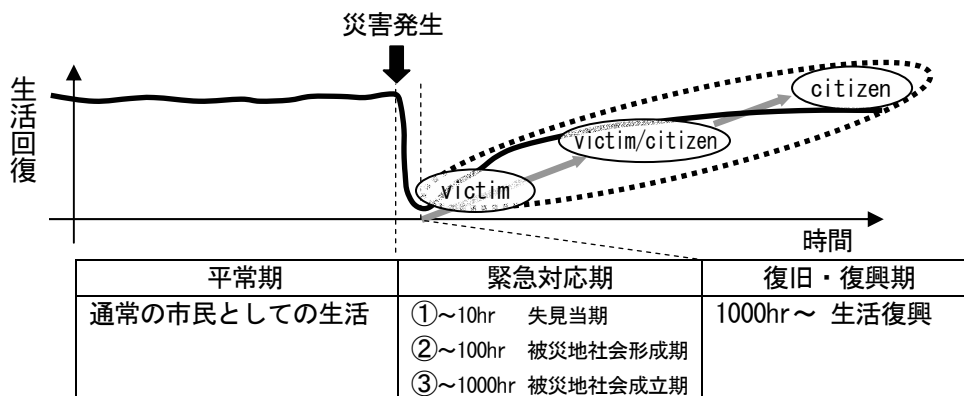 災害発生
生活回復
citizen
victim/citizen
victim
時間
平常期 緊急対応期 復旧・復興期
通常の市民としての生活 ①~10hr 失見当期 1000hr~ 生活復興
②~100hr 被災地社会形成期
③~1000hr 被災地社会成立期